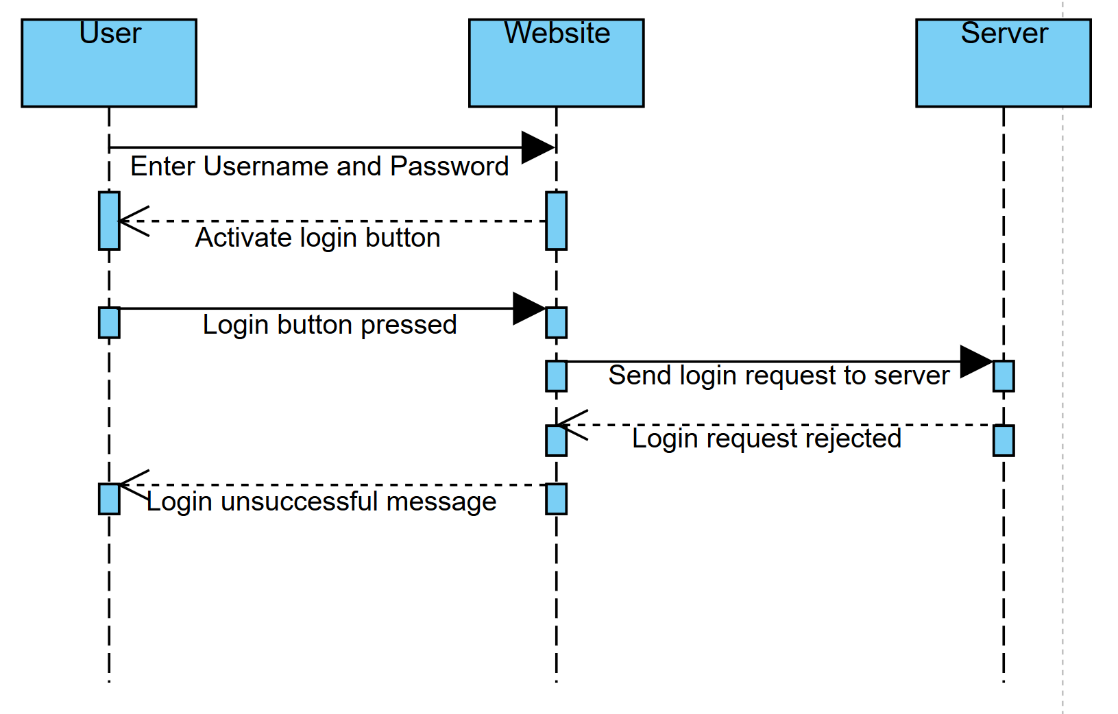 User
Website
Server
Enter Username and Password
Activate login button
Login button pressed
Send login request to server
Login request rejected
Login unsuccessful message